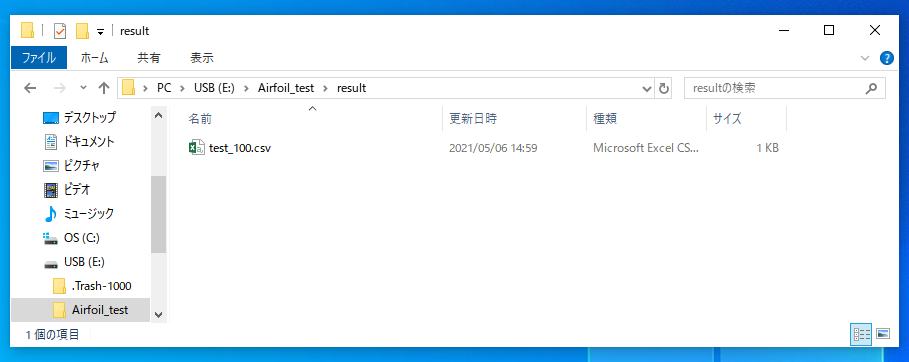 result
ファイル ホーム 共有 表示
PC USB (E:) Airfoil_test result resultの検索
名前 更新日時 種類 サイズ
test_100.csv 2021/05/06 14:59 Microsoft Excel CS... 1 KB
デスクトップ
ドキュメント
ピクチャ
ビデオ
ミュージック
OS (C:)
USB (E:)
.Trash-1000
Airfoil_test
1 個の項目